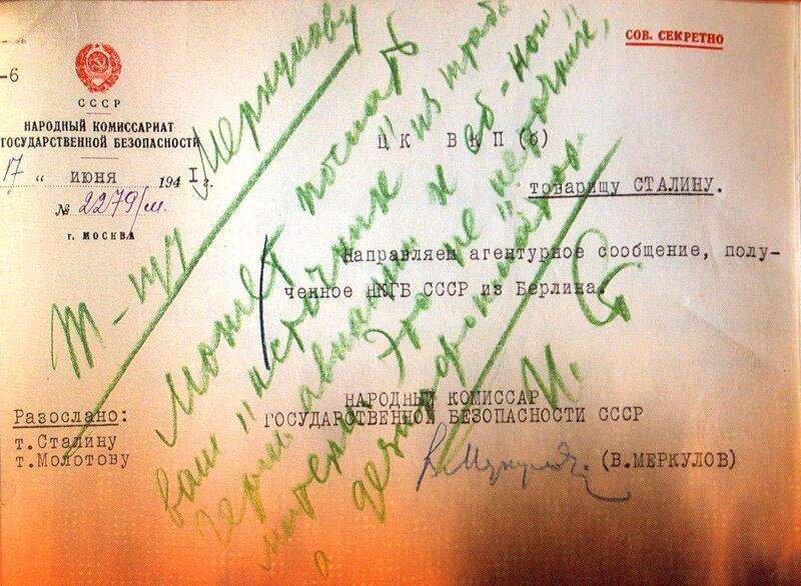 СОВ. СЕКРЕТНО
-6
СССР
НАРОДНЫЙ КОМИССАРИАТ
ГОСУДАРСТВЕННОЙ БЕЗОПАСНОСТИ
17 " ИЮНЯ 1941 г.
№ 2279/м.
г. МОСКВА
ЦК ВКП(б)
товарищу СТАЛИНУ.
Направляем агентурное сообщение, полу-
ченное НКГБ СССР из Берлина.
НАРОДНЫЙ КОМИССАР
ГОСУДАРСТВЕННОЙ БЕЗОПАСНОСТИ СССР
(В.МЕРКУЛОВ)
Разослано:
т.Сталину
т.Молотову
Т-щу Меркулову
Может послать
ваш "источник" из штаба
герм. авиации к еб-ной
матери. Это не "источник",
а дезинформатор.
И. Ст